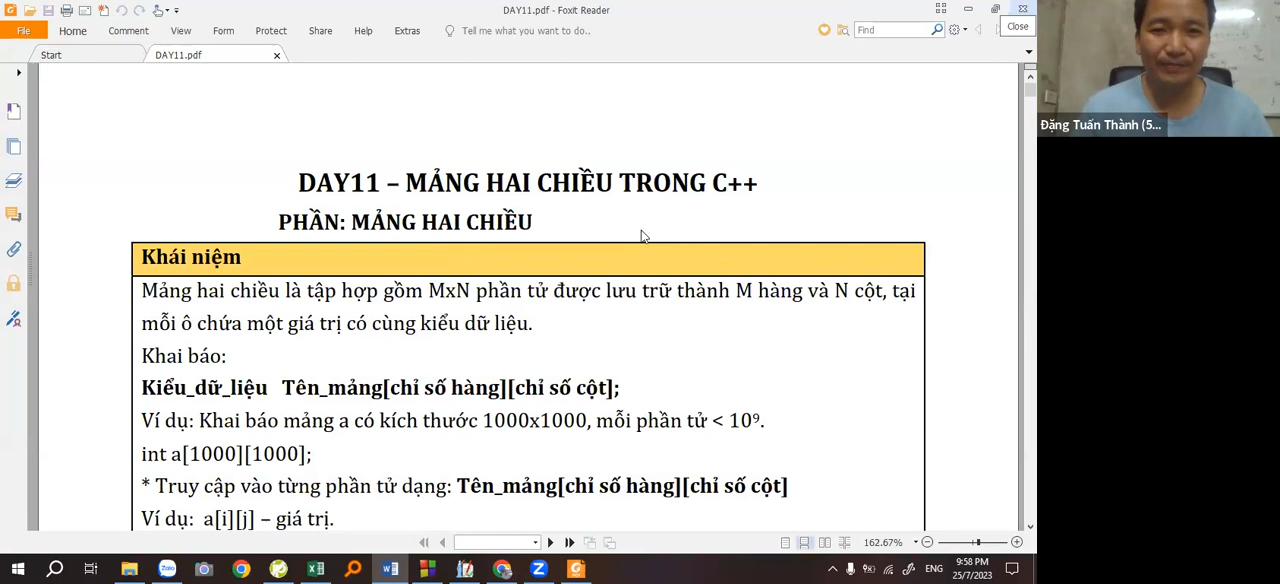 DAY11.pdf - Foxit Reader
File Home Comment View Form Protect Share Help Extras Tell me what you want to do.. Find
Close
Start DAY11.pdf
Đặng Tuấn Thành (5...
DAY11 – MẢNG HAI CHIỀU TRONG C++
PHẦN: MẢNG HAI CHIỀU
Khái niệm
Mảng hai chiều là tập hợp gồm MxN phần tử được lưu trữ thành M hàng và N cột, tại
mỗi ô chứa một giá trị có cùng kiểu dữ liệu.
Khai báo:
Kiểu_dữ_liệu Tên_mảng[chỉ số hàng][chỉ số cột];
Ví dụ: Khai báo mảng a có kích thước 1000x1000, mỗi phần tử < 10⁹.
int a[1000][1000];
* Truy cập vào từng phần tử dạng: Tên_mảng[chỉ số hàng][chỉ số cột]
Ví dụ: a[i][j] – giá trị.
162.67%
Zalo
ENG
9:58 PM
25/7/2023